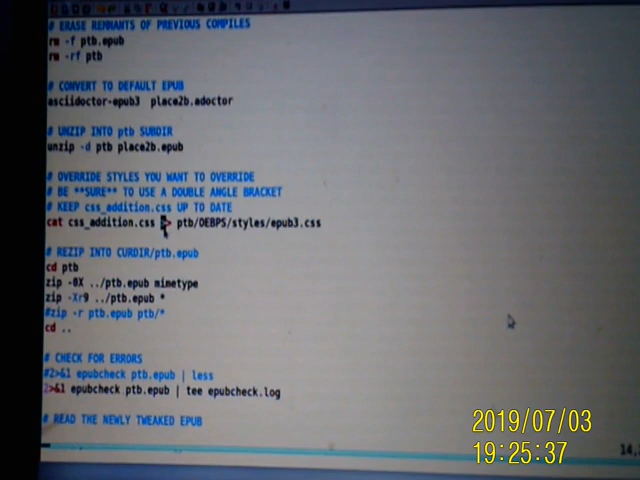 # ERASE REMNANTS OF PREVIOUS COMPILES
rm -f ptb.epub
rm -rf ptb
# CONVERT TO DEFAULT EPUB
asciidoctor-epub3 place2b.adoctor
# UNZIP INTO ptb SUBDIR
unzip -d ptb place2b.epub
# OVERRIDE STYLES YOU WANT TO OVERRIDE
# BE **SURE** TO USE A DOUBLE ANGLE BRACKET
# KEEP css_addition.css UP TO DATE
cat css_addition.css >> ptb/OEBPS/styles/epub3.css
# REZIP INTO CURDIR/ptb.epub
cd ptb
zip -0X ../ptb.epub mimetype
zip -Xr9 ../ptb.epub *
#zip -r ptb.epub ptb/*
cd ..
# CHECK FOR ERRORS
#2>&1 epubcheck ptb.epub | less
2>&1 epubcheck ptb.epub | tee epubcheck.log
# READ THE NEWLY TWEAKED EPUB
2019/07/03
19:25:37